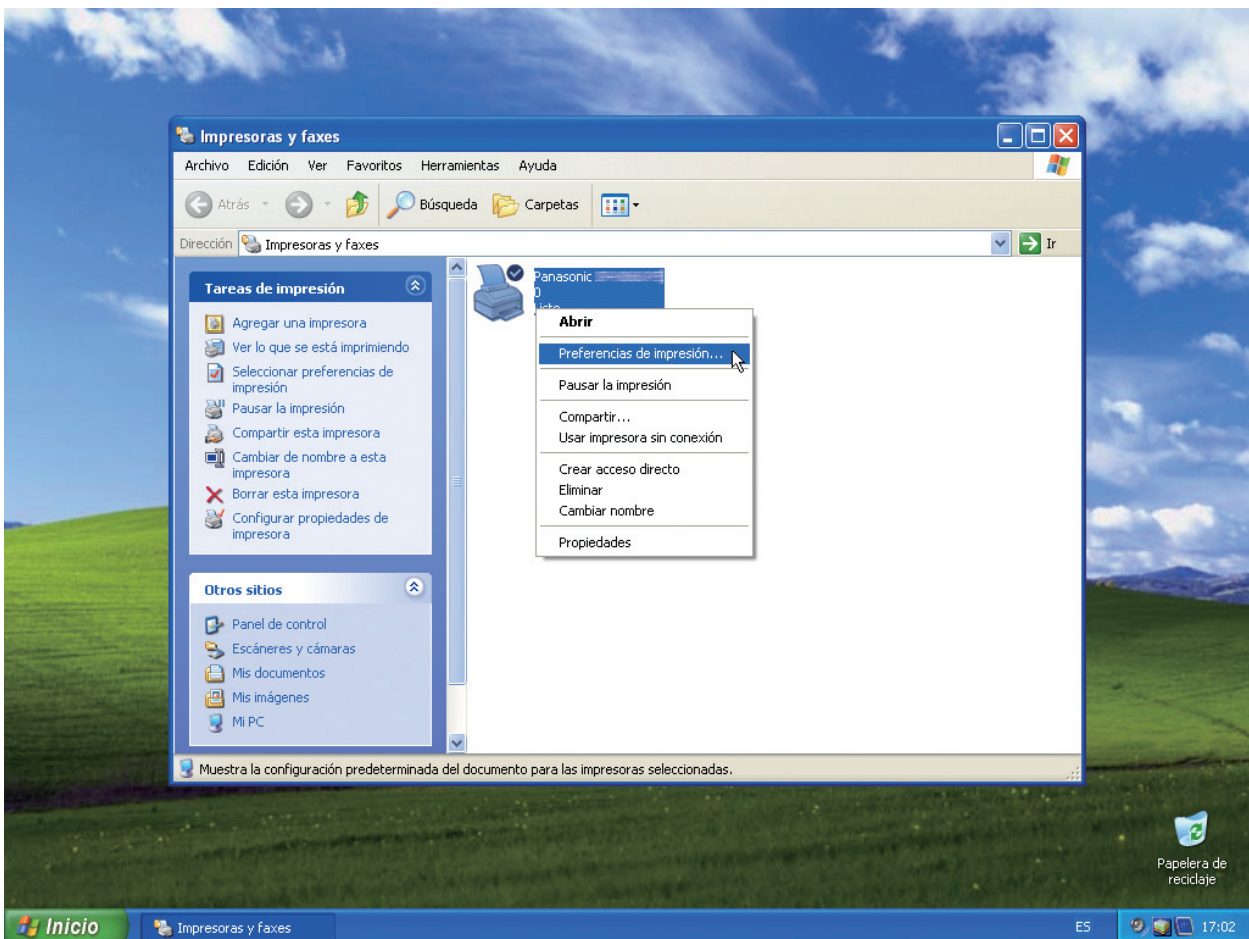 Impresoras y faxes
Archivo Edición Ver Favoritos Herramientas Ayuda
Atrás Búsqueda Carpetas
Dirección Impresoras y faxes Ir
Tareas de impresión
Agregar una impresora
Ver lo que se está imprimiendo
Seleccionar preferencias de
impresión
Pausar la impresión
Compartir esta impresora
Cambiar de nombre a esta
impresora
Borrar esta impresora
Configurar propiedades de
impresora
Otros sitios
Panel de control
Escáneres y cámaras
Mis documentos
Mis imágenes
Mi PC
Panasonic
0
Listo
Abrir
Preferencias de impresión...
Pausar la impresión
Compartir...
Usar impresora sin conexión
Crear acceso directo
Eliminar
Cambiar nombre
Propiedades
Muestra la configuración predeterminada del documento para las impresoras seleccionadas.
Papelera de
reciclaje
Inicio Impresoras y faxes ES 17:02